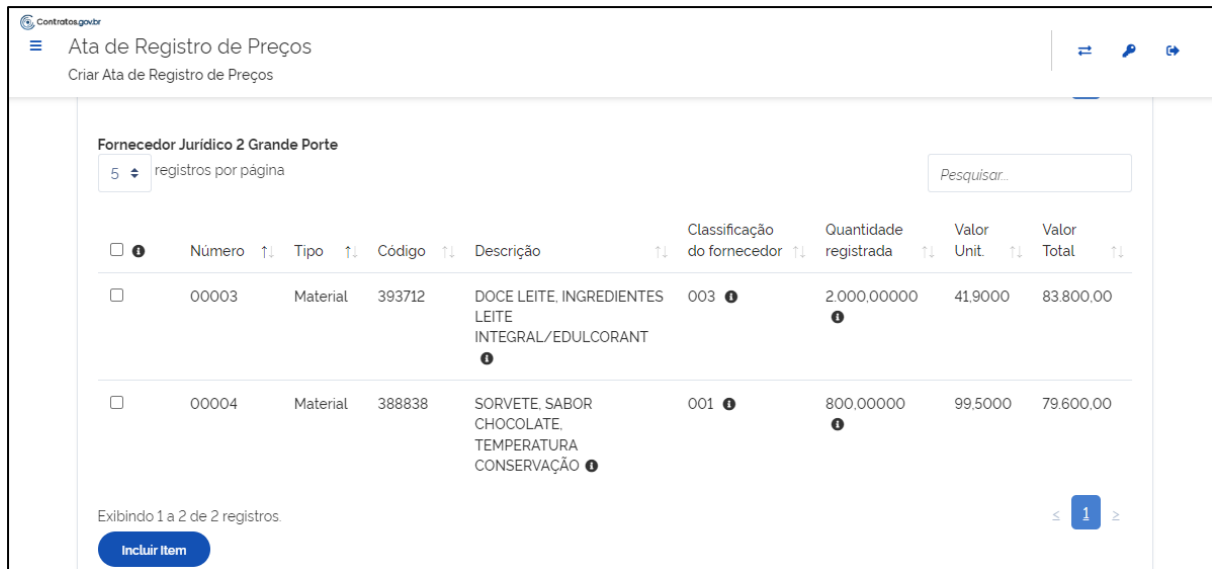 Contratos.gov.br
Ata de Registro de Preços
Criar Ata de Registro de Preços
Fornecedor Jurídico 2 Grande Porte
5 registros por página
Pesquisar...
Número Tipo Código Descrição Classificação do fornecedor Quantidade registrada Valor Unit. Valor Total
00003 Material 393712 DOCE LEITE, INGREDIENTES 003 2.000,00000 41,9000 83.800,00
LEITE
INTEGRAL/EDULCORANT
00004 Material 388838 SORVETE, SABOR 001 800,00000 99,5000 79.600,00
CHOCOLATE,
TEMPERATURA
CONSERVAÇÃO
Exibindo 1 a 2 de 2 registros.
≤ 1 ≥
Incluir Item